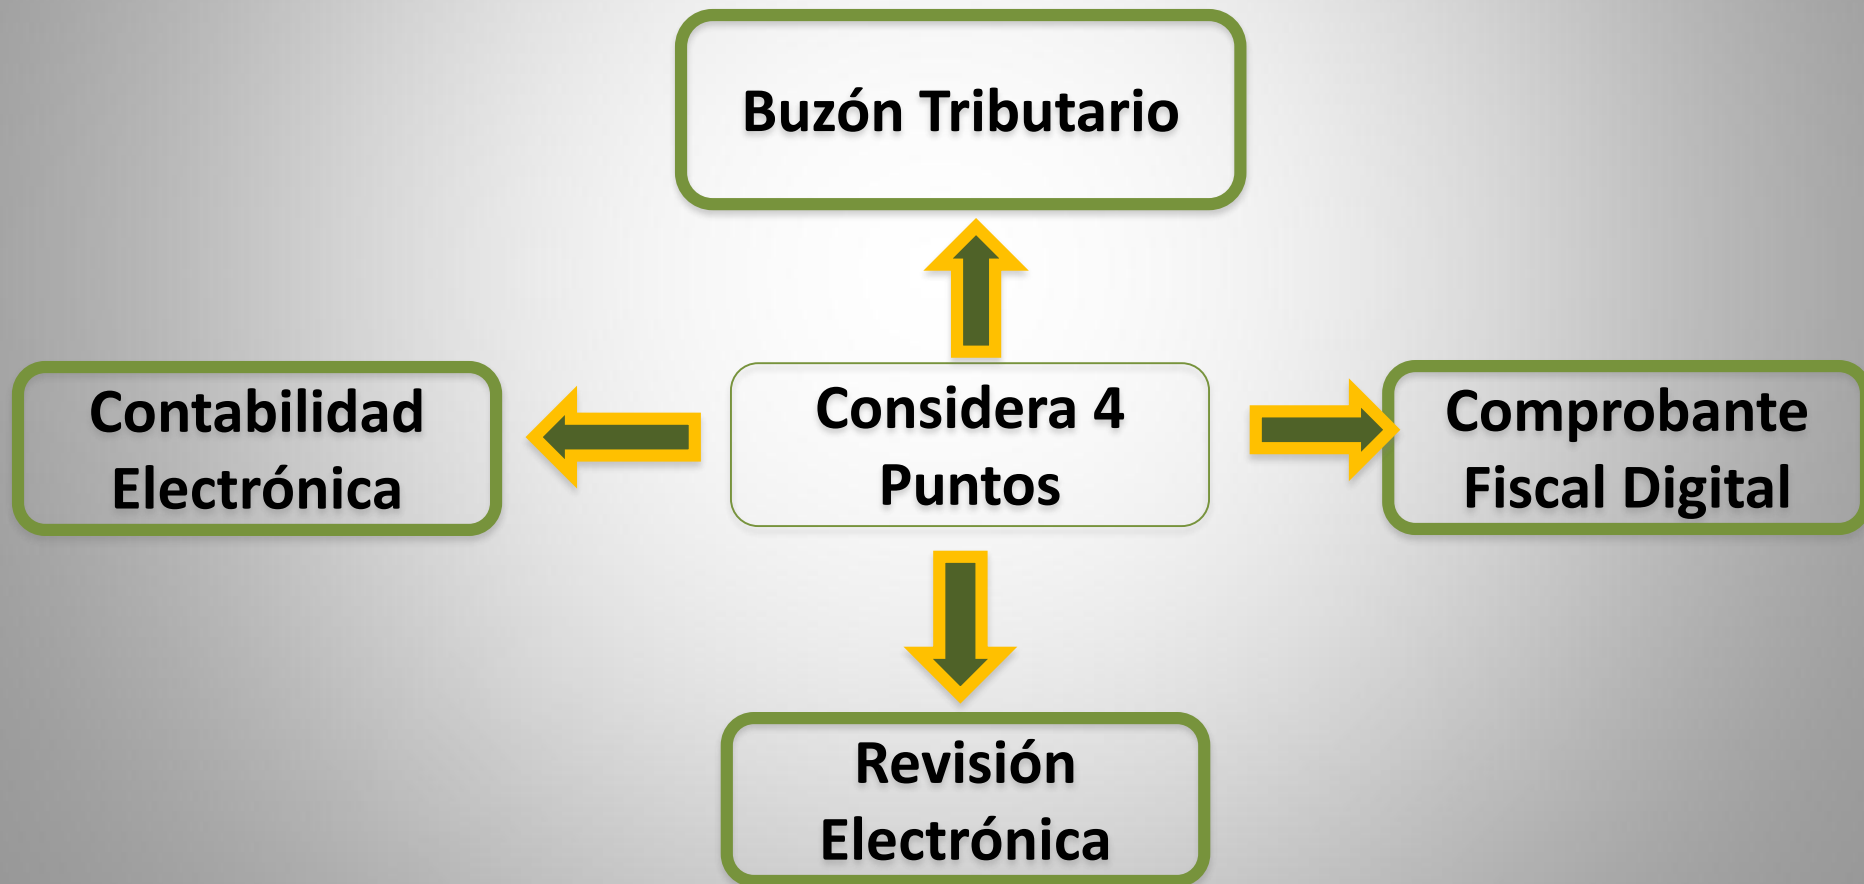 Buzón Tributario
Contabilidad
Electrónica
Considera 4
Puntos
Comprobante
Fiscal Digital
Revisión
Electrónica